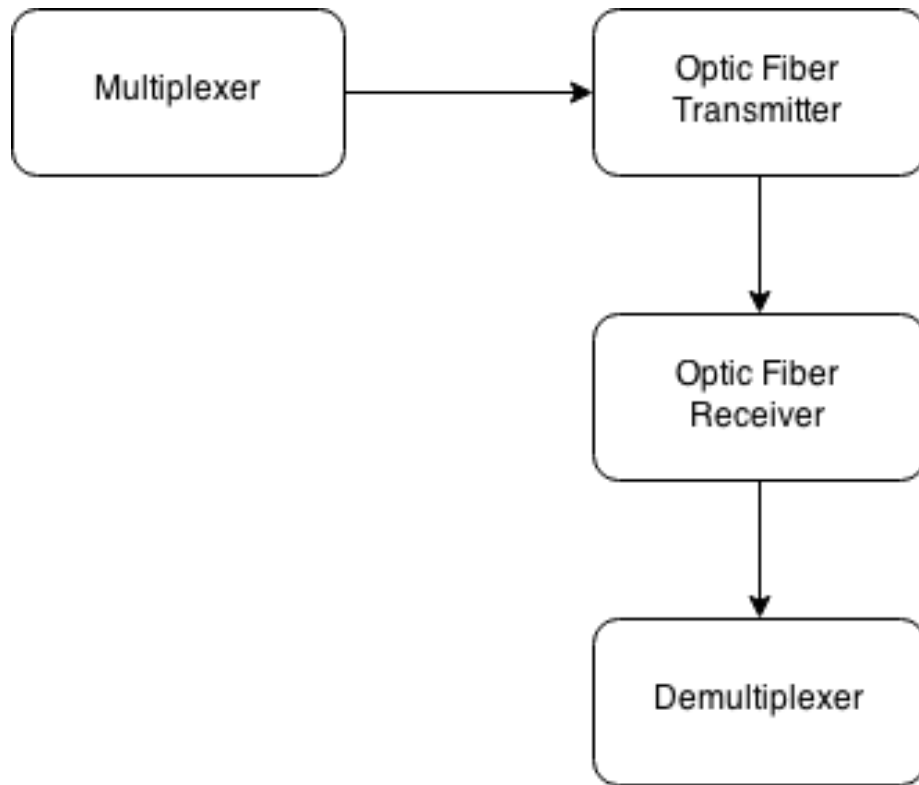 Multiplexer
Optic Fiber
Transmitter
Optic Fiber
Receiver
Demultiplexer